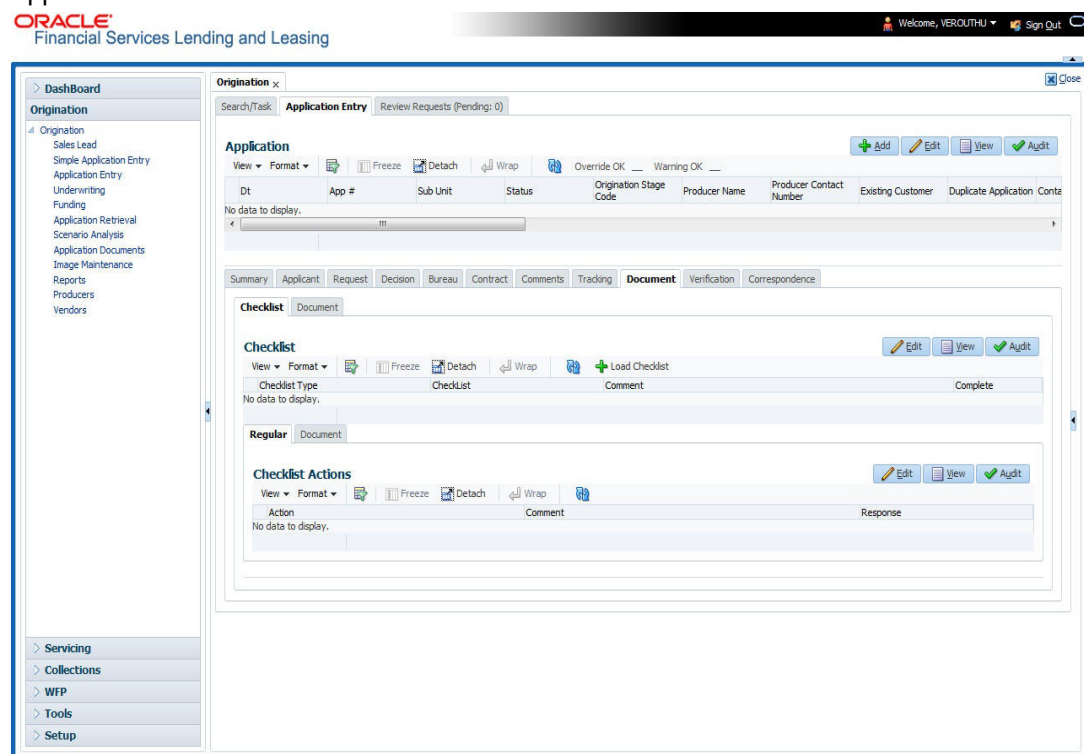 ORACLE
Financial Services Lending and Leasing
Welcome, VEROUTHU Sign Out
Close
DashBoard
Origination
Origination
Sales Lead
Simple Application Entry
Application Entry
Underwriting
Funding
Application Retrieval
Scenario Analysis
Application Documents
Image Maintenance
Reports
Producers
Vendors
Servicing
Collections
WFP
Tools
Setup
Origination x
Search/Task Application Entry Review Requests (Pending: 0)
Application
Add Edit View Audit
View Format Freeze Detach Wrap Override OK __ Warning OK __
Dt App # Sub Unit Status Origination Stage Code Producer Name Producer Contact Number Existing Customer Duplicate Application Conta
No data to display.
Summary Applicant Request Decision Bureau Contract Comments Tracking Document Verification Correspondence
Checklist Document
Checklist
Edit View Audit
View Format Freeze Detach Wrap Load Checklist
Checklist Type CheckList Comment Complete
No data to display.
Regular Document
Checklist Actions
Edit View Audit
View Format Freeze Detach Wrap
Action Comment Response
No data to display.